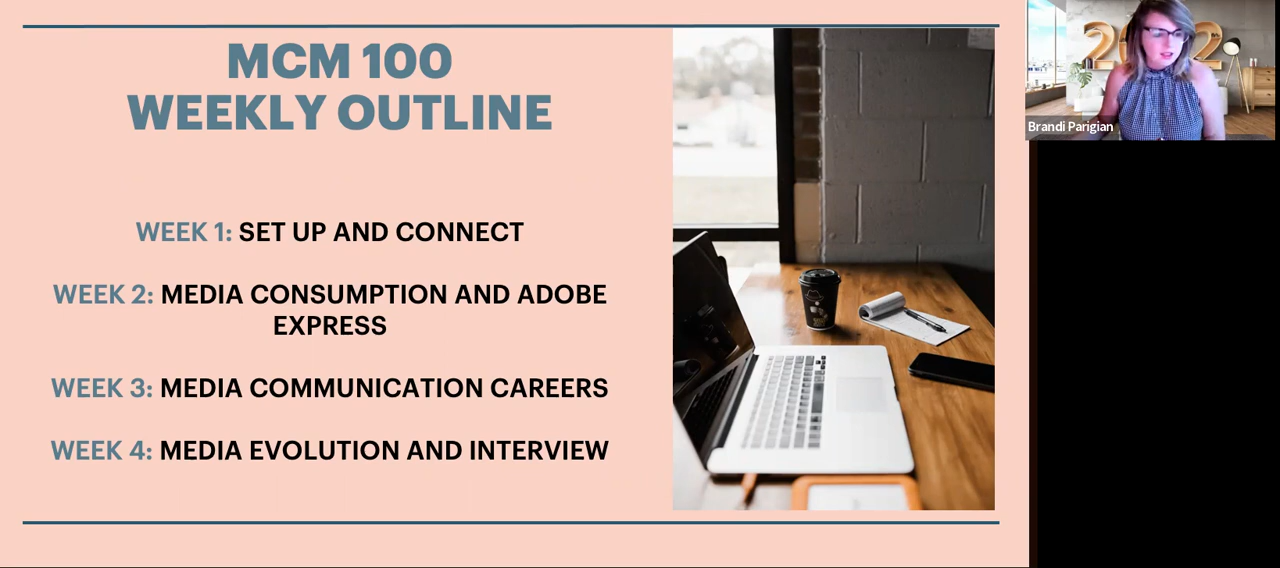 MCM 100
WEEKLY OUTLINE
WEEK 1: SET UP AND CONNECT
WEEK 2: MEDIA CONSUMPTION AND ADOBE
EXPRESS
WEEK 3: MEDIA COMMUNICATION CAREERS
WEEK 4: MEDIA EVOLUTION AND INTERVIEW
Brandi Parigian